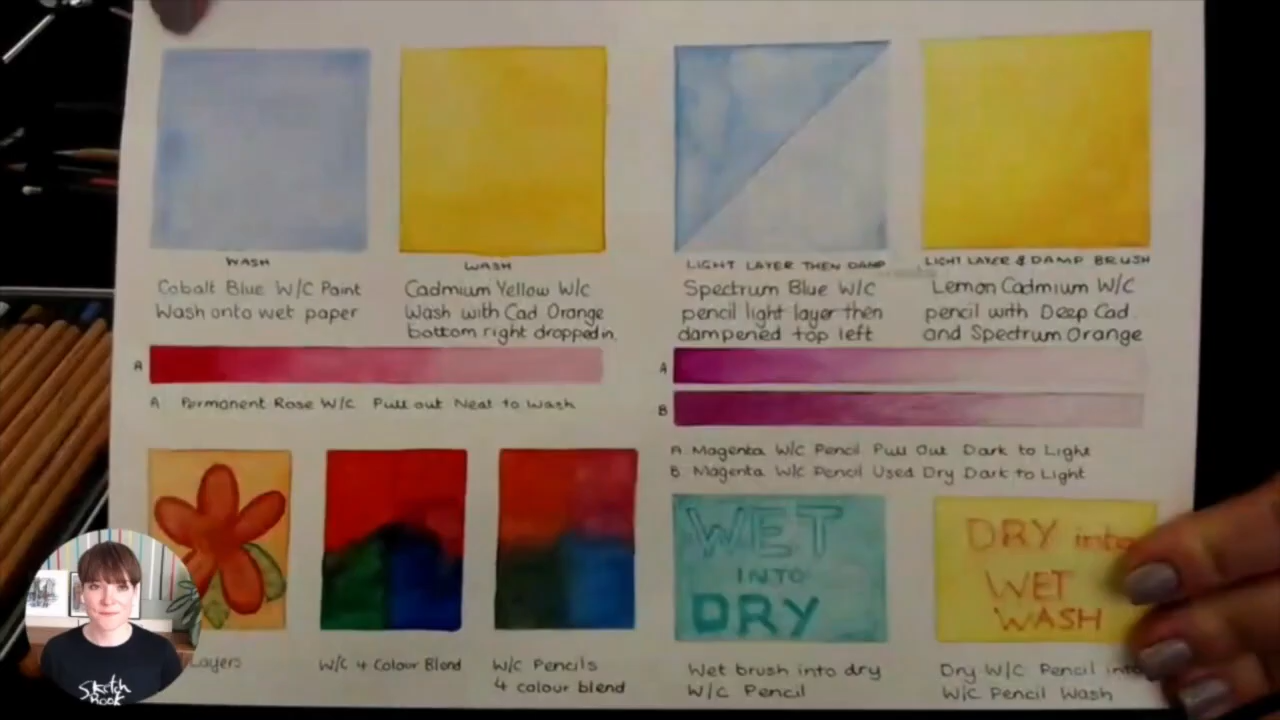 WASH
Cobalt Blue W/C Paint
Wash onto wet paper
WASH
Cadmium Yellow W/C
Wash with Cad Orange
bottom right dropped in.
LIGHT LAYER THEN DAMP
Spectrum Blue W/C
pencil light layer then
dampened top left
LIGHT LAYER & DAMP BRUSH
Lemon Cadmium W/C
pencil with Deep Cad.
and Spectrum Orange
A
A Permanent Rose W/C Pull out Neat to Wash
A
B
A. Magenta W/C Pencil Pull Out Dark to Light
B. Magenta W/C Pencil Used Dry Dark to Light
Layers
W/C 4 Colour Blend
W/C Pencils
4 colour blend
WET
INTO
DRY
Wet brush into dry
W/C Pencil
DRY into
WET
WASH
Dry W/C Pencil into
W/C Pencil Wash
Sketch
Book